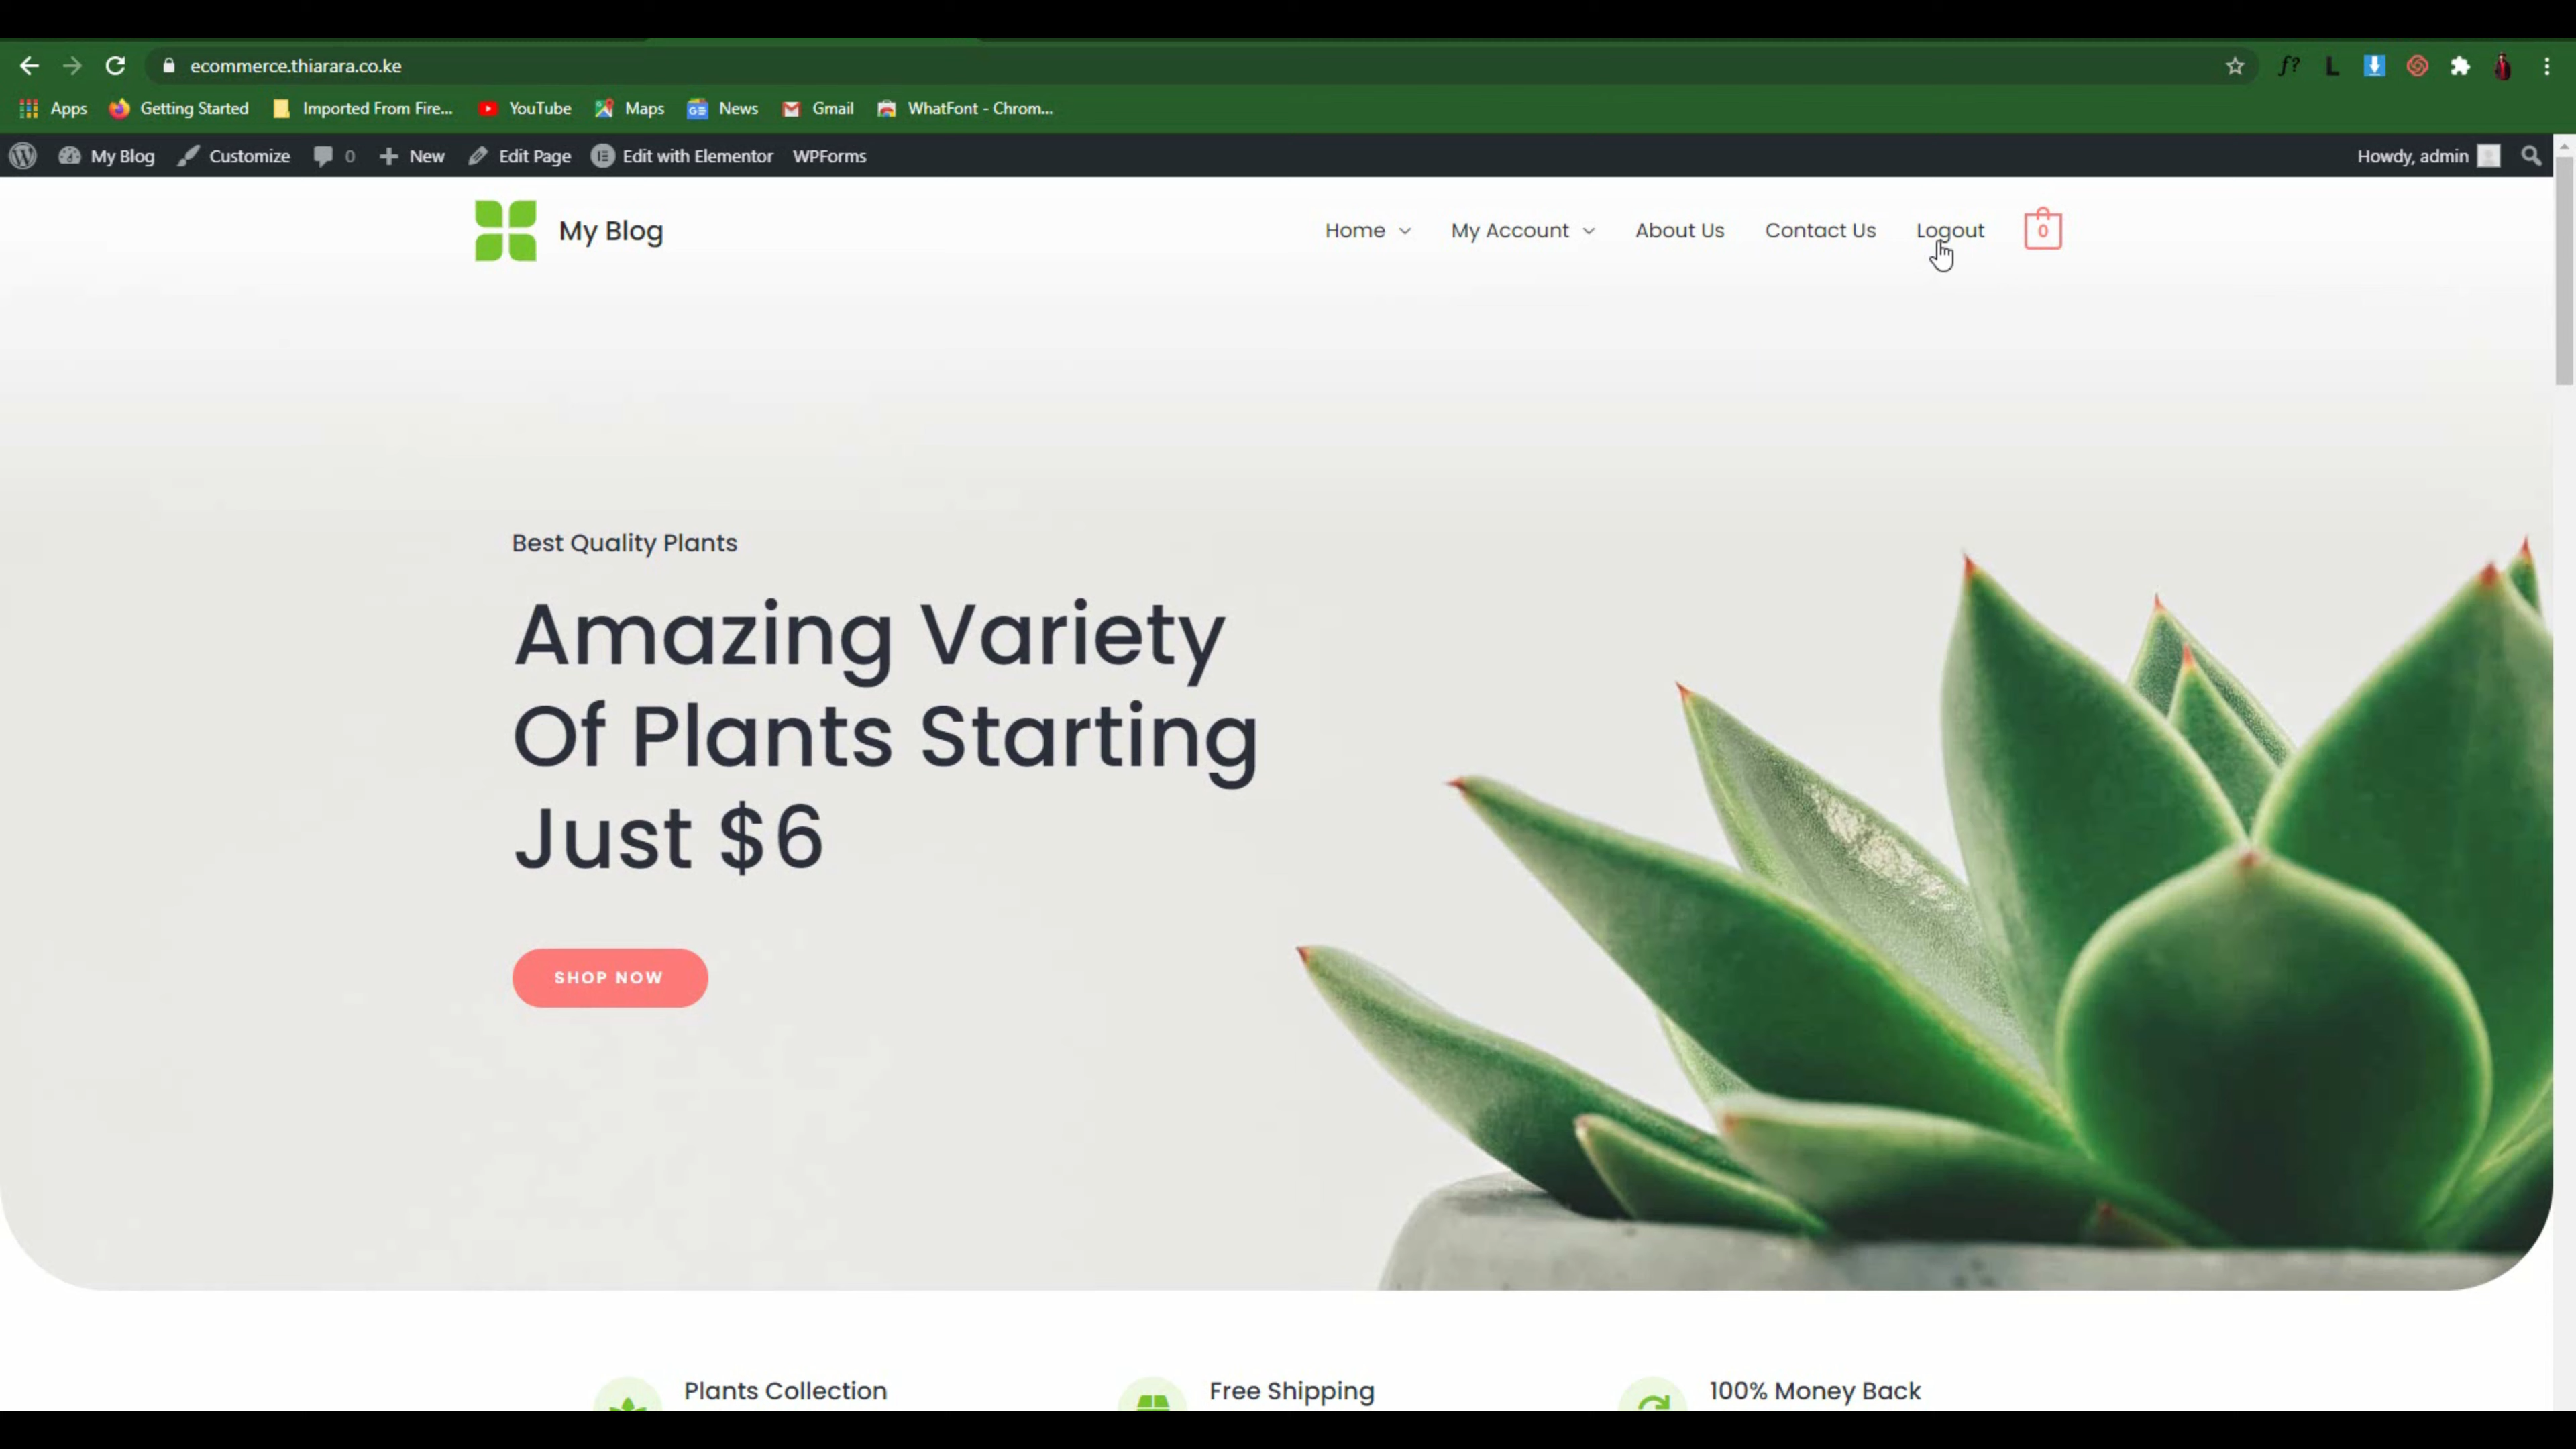 ecommerce.thiarara.co.ke
f?
L
Apps
Getting Started
Imported From Fire...
YouTube
Maps
GE
News
Gmail
WhatFont - Chrom...
My Blog
Customize
0
New
Edit Page
Edit with Elementor
WPForms
Howdy, admin
My Blog
Home
My Account
About Us
Contact Us
Logout
0
Best Quality Plants
Amazing Variety
Of Plants Starting
Just $6
SHOP NOW
Plants Collection
Free Shipping
100% Money Back